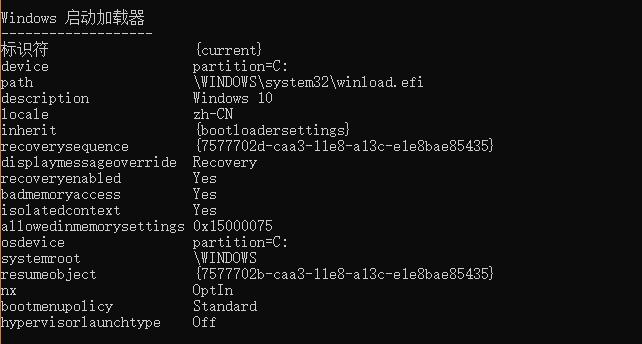 Windows 启动加载器
-------------------
标识符                  {current}
device                  partition=C:
path                    \WINDOWS\system32\winload.efi
description             Windows 10
locale                  zh-CN
inherit                 {bootloadersettings}
recoverysequence        {7577702d-caa3-11e8-a13c-e1e8bae85435}
displaymessageoverride  Recovery
recoveryenabled         Yes
badmemoryaccess         Yes
isolatedcontext         Yes
allowedinmemorysettings 0x15000075
osdevice                partition=C:
systemroot              \WINDOWS
resumeobject            {7577702b-caa3-11e8-a13c-e1e8bae85435}
nx                      OptIn
bootmenupolicy          Standard
hypervisorlaunchtype    Off